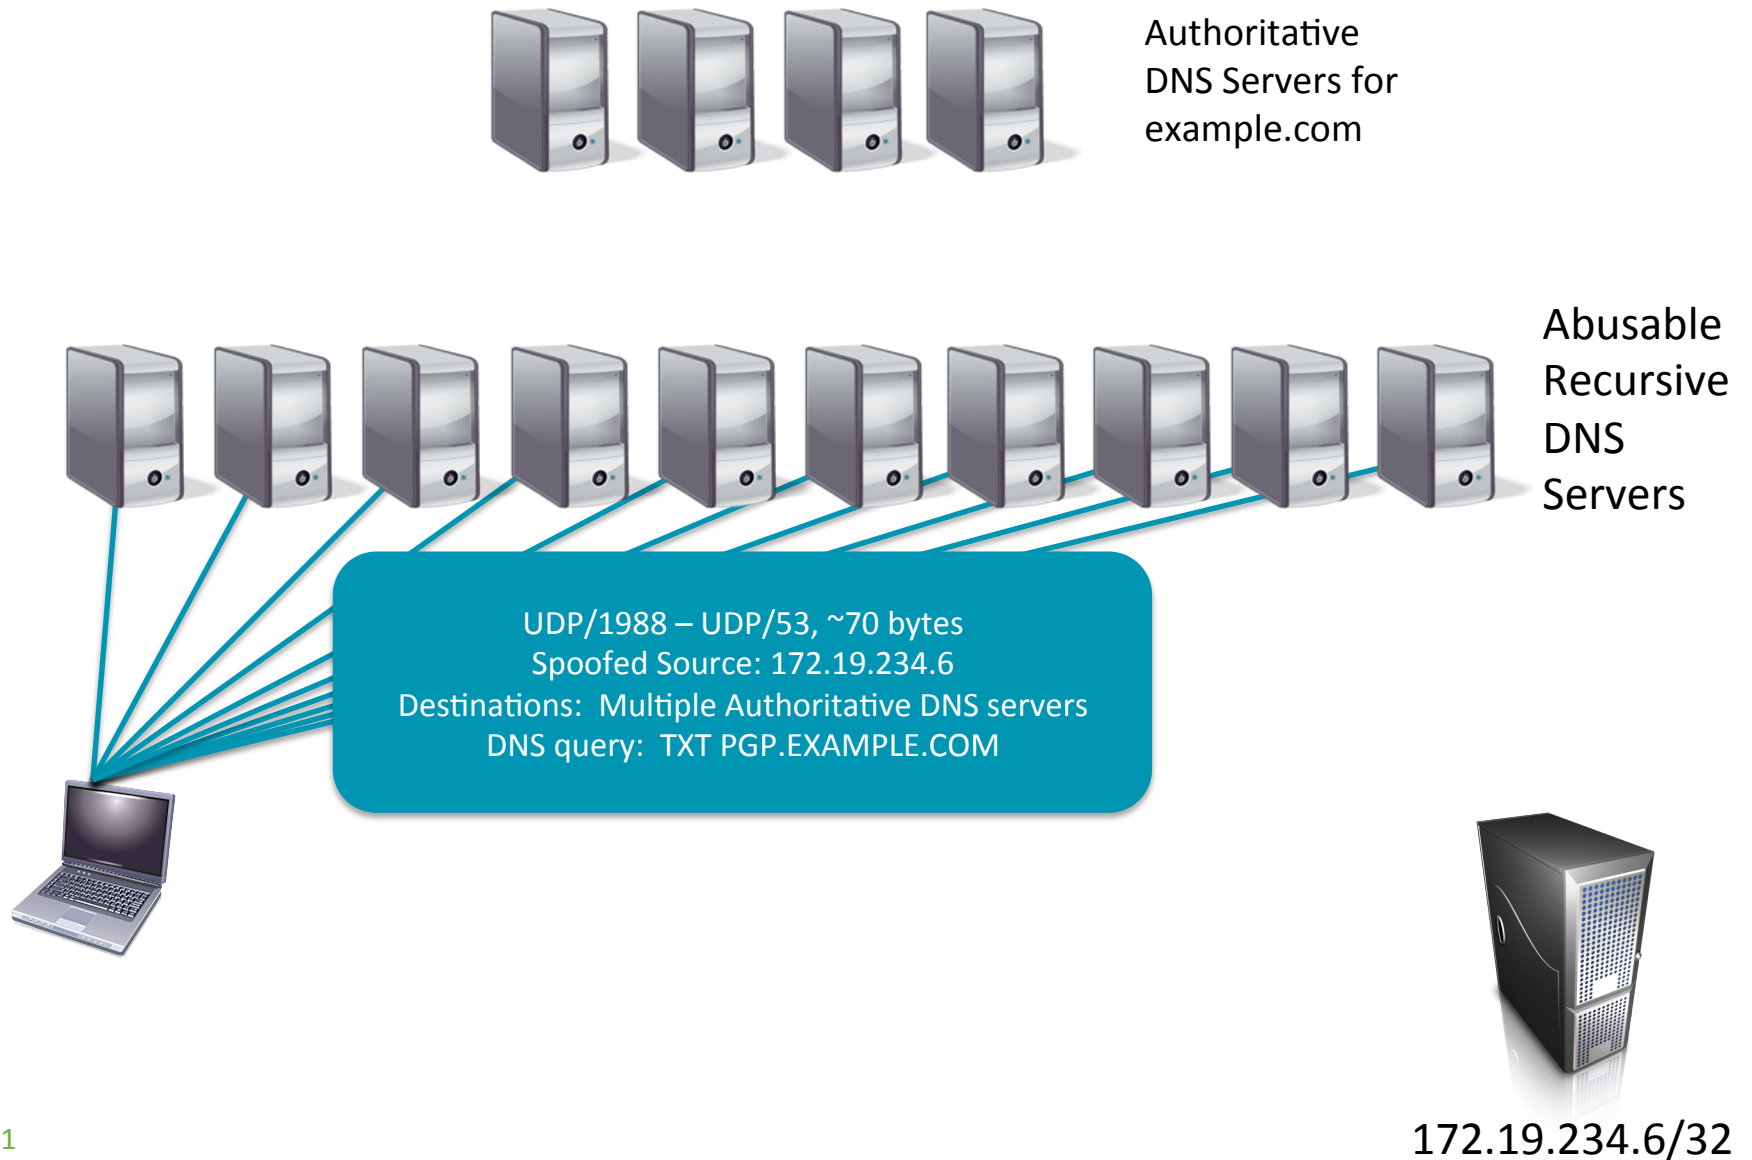 Authoritative
DNS Servers for
example.com
Abusable
Recursive
DNS
Servers
UDP/1988 – UDP/53, ~70 bytes
Spoofed Source: 172.19.234.6
Destinations:  Multiple Authoritative DNS servers
DNS query:  TXT PGP.EXAMPLE.COM
172.19.234.6/32
1